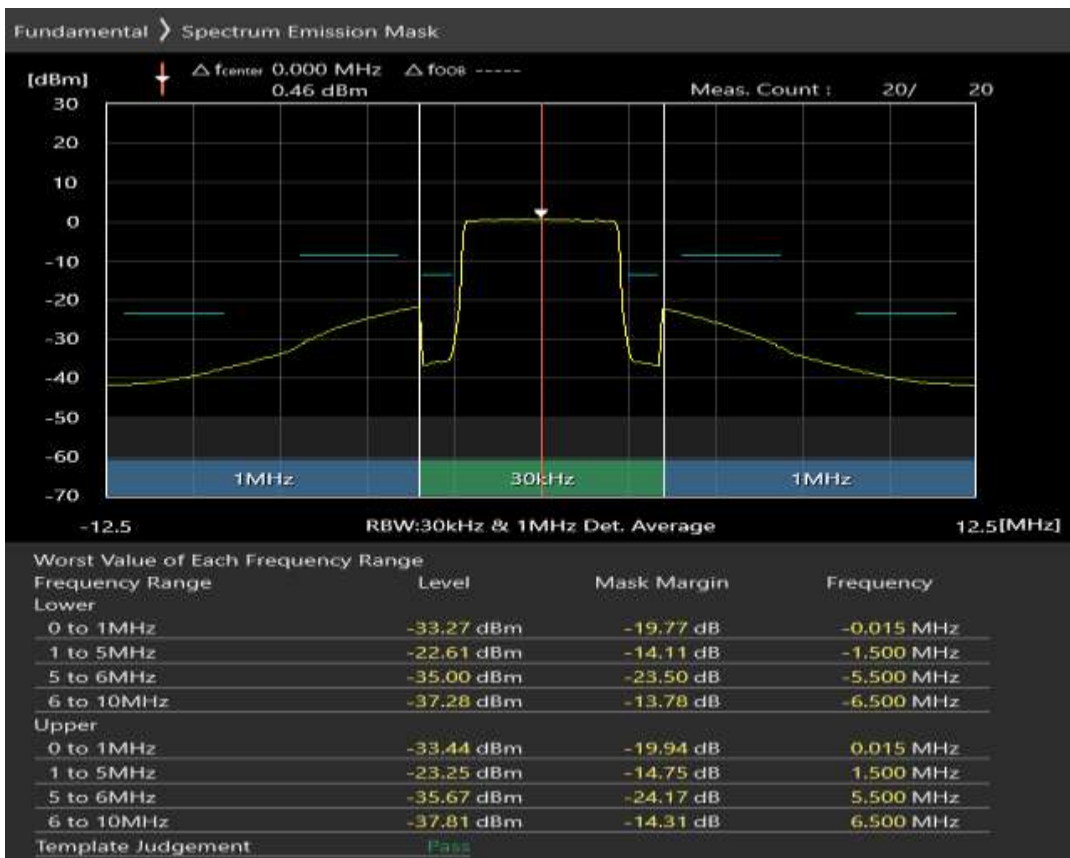 Fundamental ❯ Spectrum Emission Mask
[dBm] △ fcenter 0.000 MHz △ fOOB -----
0.46 dBm Meas. Count : 20/ 20
30
20
10
0
-10
-20
-30
-40
-50
-60
1MHz 30kHz 1MHz
-70
-12.5 RBW:30kHz & 1MHz Det. Average 12.5[MHz]
Worst Value of Each Frequency Range
Frequency Range Level Mask Margin Frequency
Lower
0 to 1MHz -33.27 dBm -19.77 dB -0.015 MHz
1 to 5MHz -22.61 dBm -14.11 dB -1.500 MHz
5 to 6MHz -35.00 dBm -23.50 dB -5.500 MHz
6 to 10MHz -37.28 dBm -13.78 dB -6.500 MHz
Upper
0 to 1MHz -33.44 dBm -19.94 dB 0.015 MHz
1 to 5MHz -23.25 dBm -14.75 dB 1.500 MHz
5 to 6MHz -35.67 dBm -24.17 dB 5.500 MHz
6 to 10MHz -37.81 dBm -14.31 dB 6.500 MHz
Template Judgement Pass